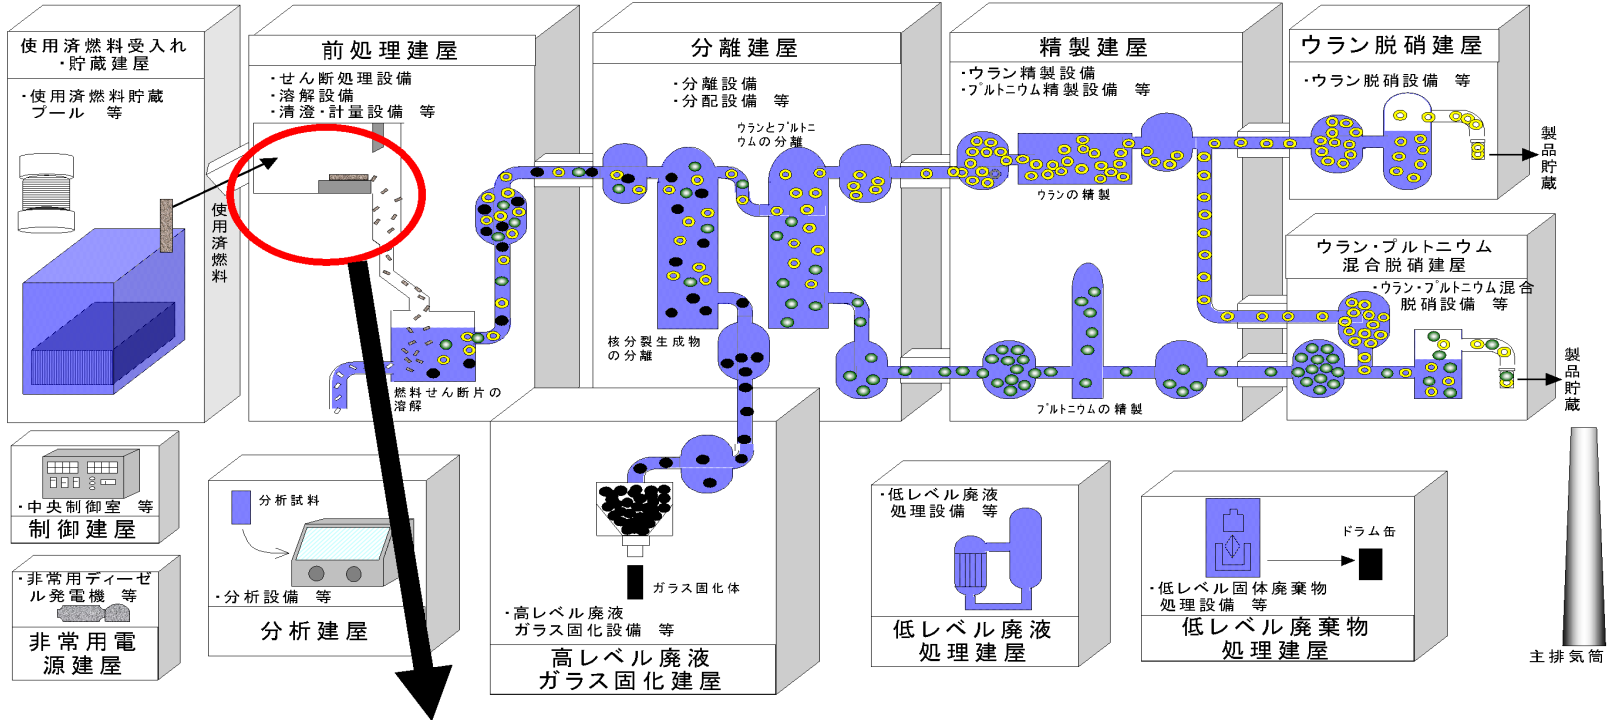 使用済燃料受入れ
・貯蔵建屋
・使用済燃料貯蔵
プール 等
使用済燃料
前処理建屋
・せん断処理設備
・溶解設備
・清澄・計量設備 等
燃料せん断片の
溶解
分離建屋
・分離設備
・分配設備 等
ウランとプルトニ
ウムの分離
核分裂生成物
の分離
精製建屋
・ウラン精製設備
・プルトニウム精製設備 等
ウランの精製
プルトニウムの精製
ウラン脱硝建屋
・ウラン脱硝設備 等
製品貯蔵
ウラン・プルトニウム
混合脱硝建屋
・ウラン・プルトニウム混合
脱硝設備 等
製品貯蔵
・中央制御室 等
制御建屋
・非常用ディーゼ
ル発電機 等
非常用電
源建屋
分析試料
・分析設備 等
分析建屋
ガラス固化体
・高レベル廃液
ガラス固化設備 等
高レベル廃液
ガラス固化建屋
・低レベル廃液
処理設備 等
低レベル廃液
処理建屋
ドラム缶
・低レベル固体廃棄物
処理設備 等
低レベル廃棄物
処理建屋
主排気筒